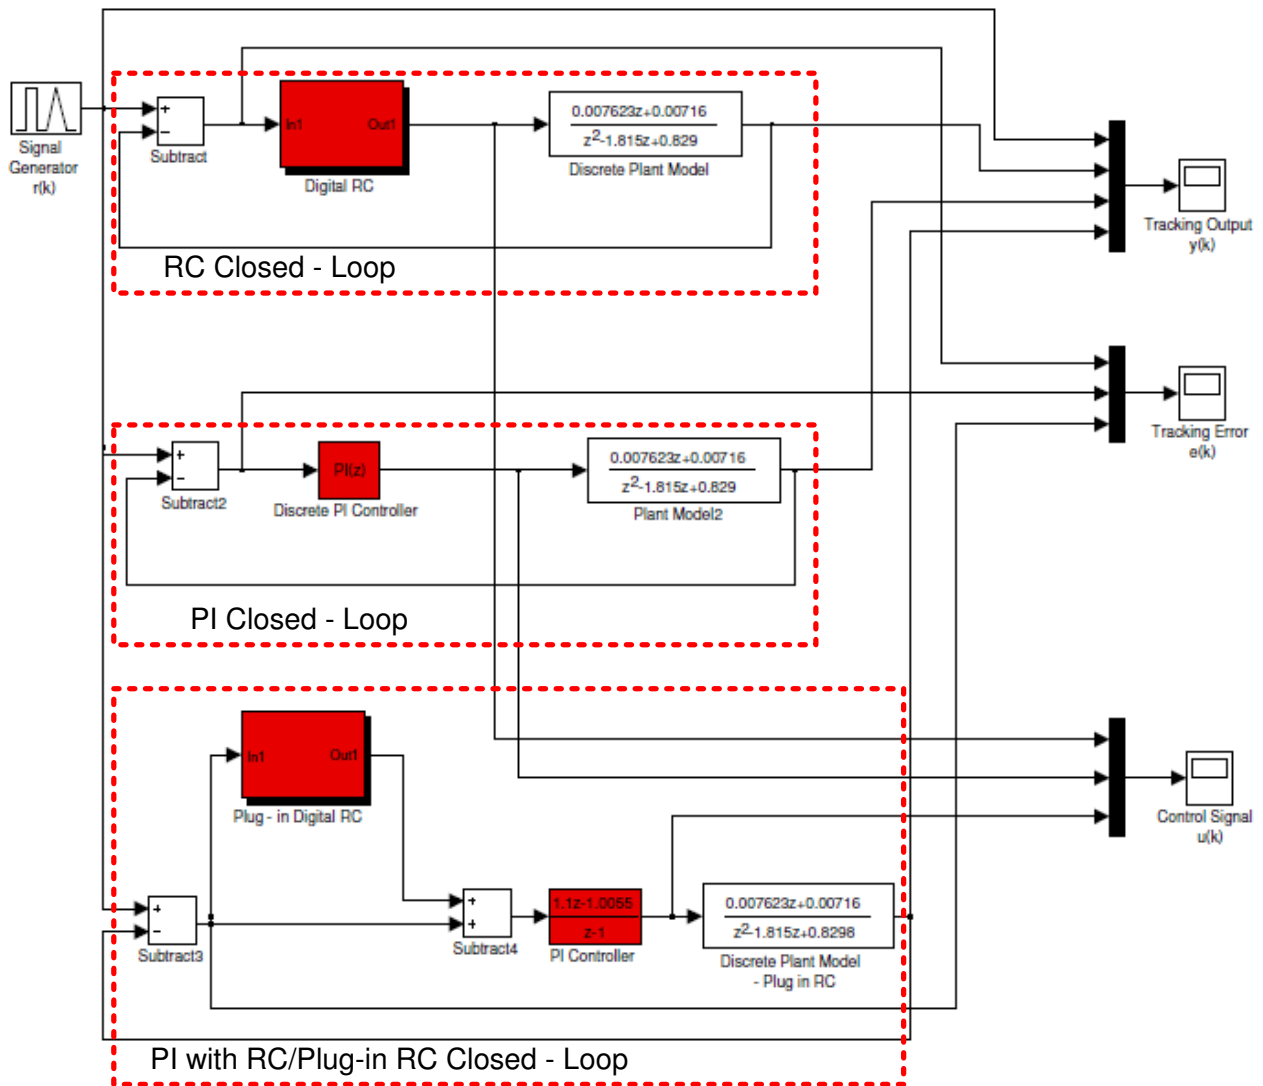 Signal
Generator
r(k)
+
−
Subtract
In1
Out1
Digital RC
0.007623z+0.00716
z2-1.815z+0.829
Discrete Plant Model
RC Closed - Loop
Tracking Output
y(k)
+
−
Subtract2
PI(z)
Discrete PI Controller
0.007623z+0.00716
z2-1.815z+0.829
Plant Model2
PI Closed - Loop
Tracking Error
e(k)
In1
Out1
Plug - in Digital RC
Control Signal
u(k)
+
−
Subtract3
+
+
Subtract4
1.1z-1.0055
z-1
PI Controller
0.007623z+0.00716
z2-1.815z+0.8298
Discrete Plant Model
- Plug in RC
PI with RC/Plug-in RC Closed - Loop